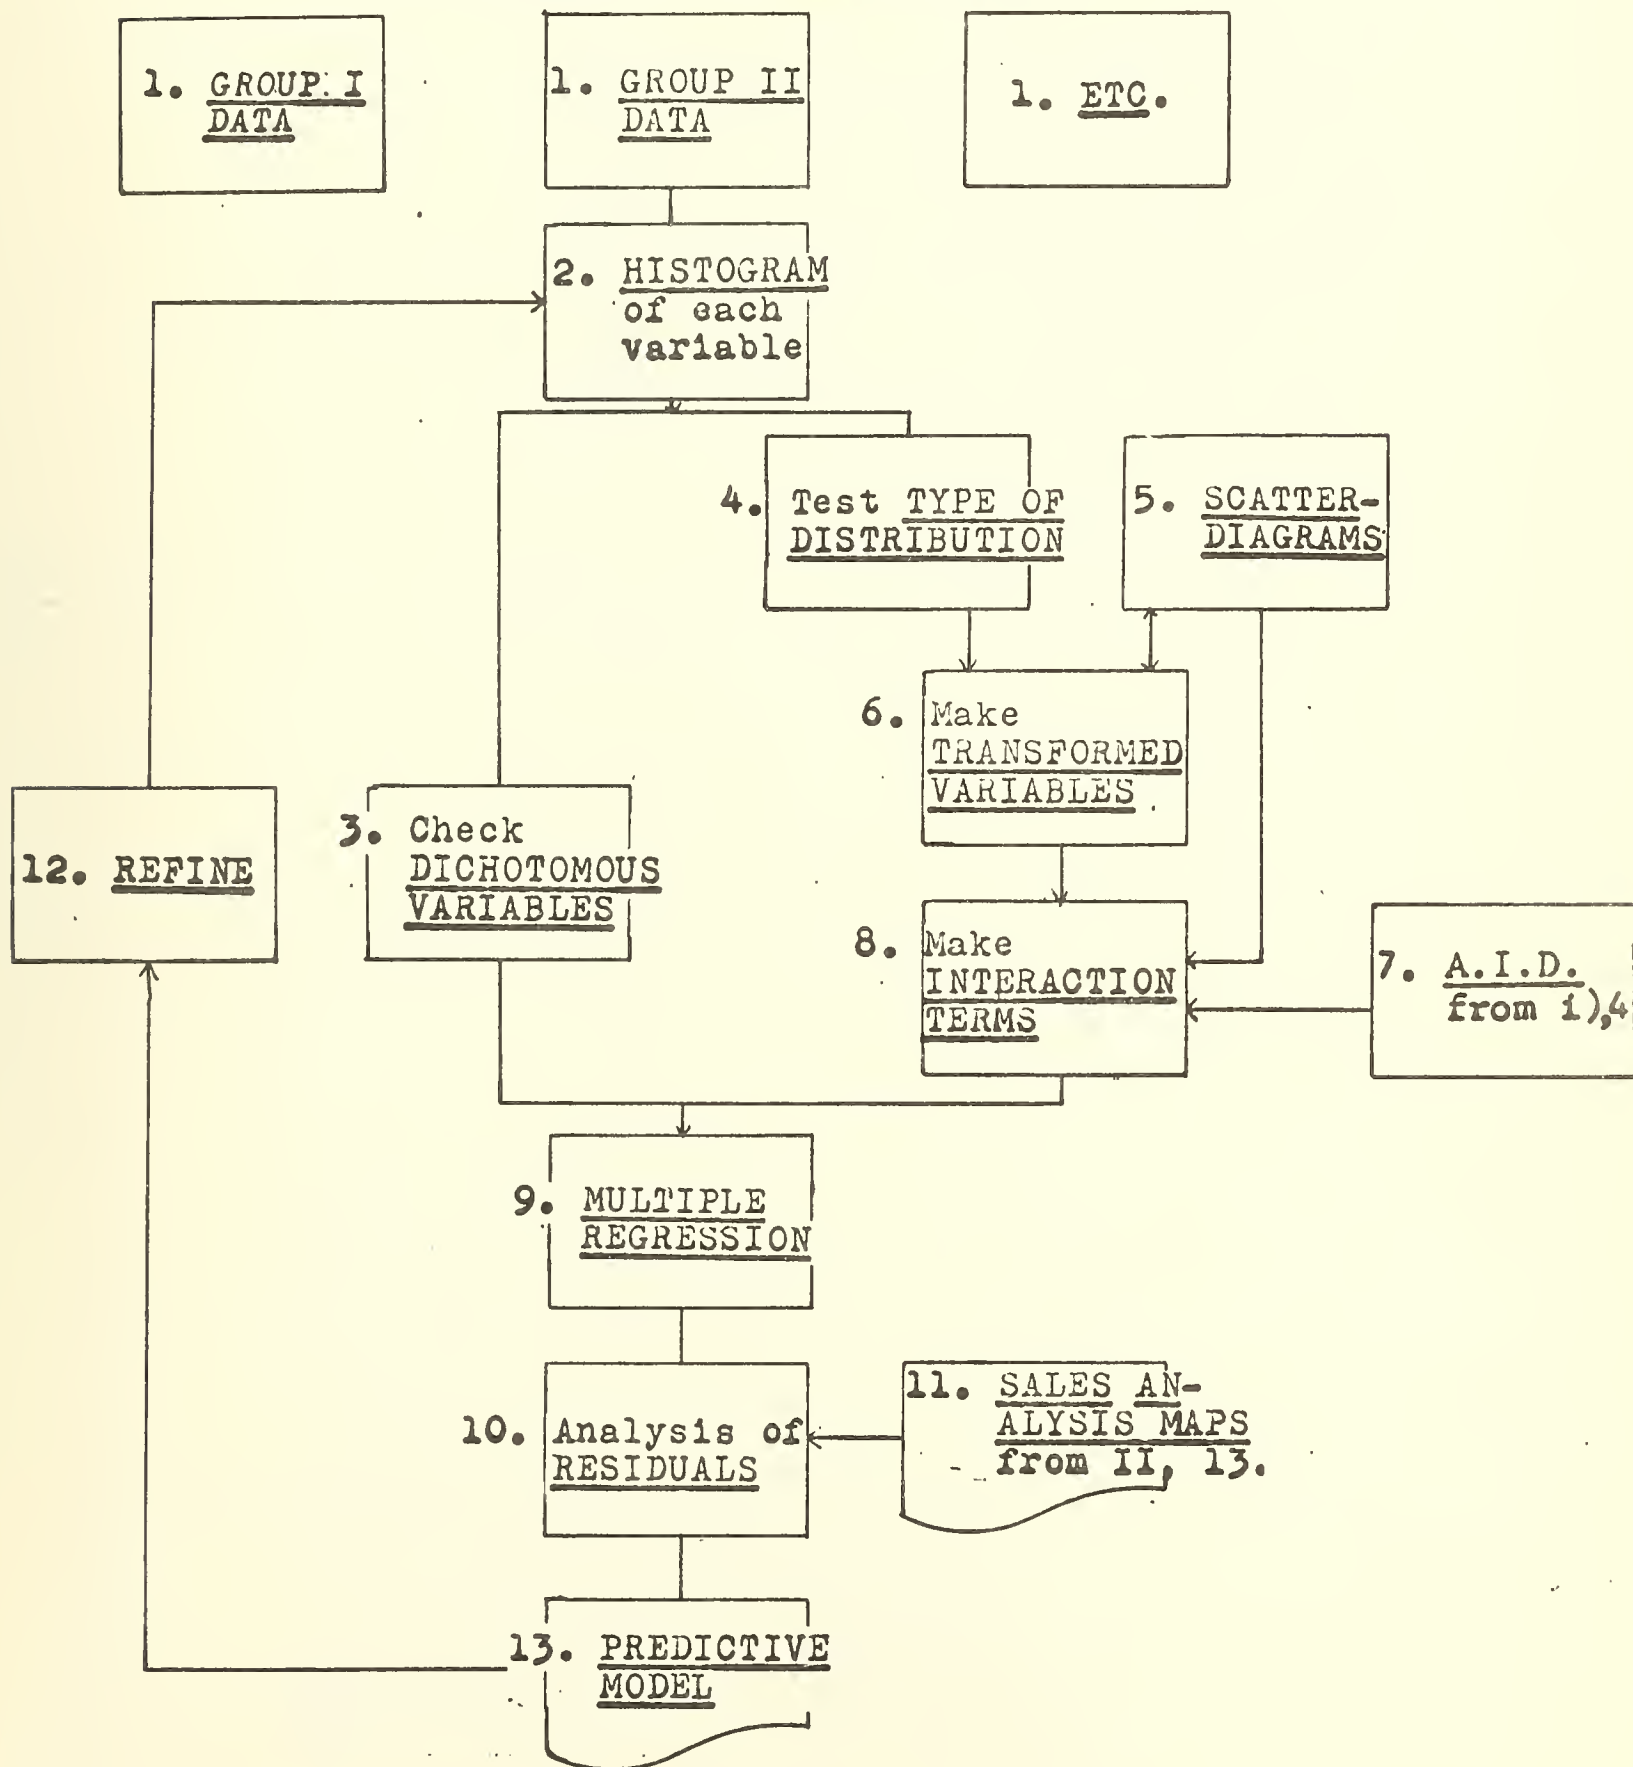 1. GROUP I
DATA
1. GROUP II
DATA
1. ETC.
2. HISTOGRAM
of each
variable
4. Test TYPE OF
DISTRIBUTION
5. SCATTER-
DIAGRAMS
6. Make
TRANSFORMED
VARIABLES
12. REFINE
3. Check
DICHOTOMOUS
VARIABLES
8. Make
INTERACTION
TERMS
7. A.I.D.
from i),4
9. MULTIPLE
REGRESSION
10. Analysis of
RESIDUALS
11. SALES AN-
ALYSIS MAPS
from II, 13.
13. PREDICTIVE
MODEL